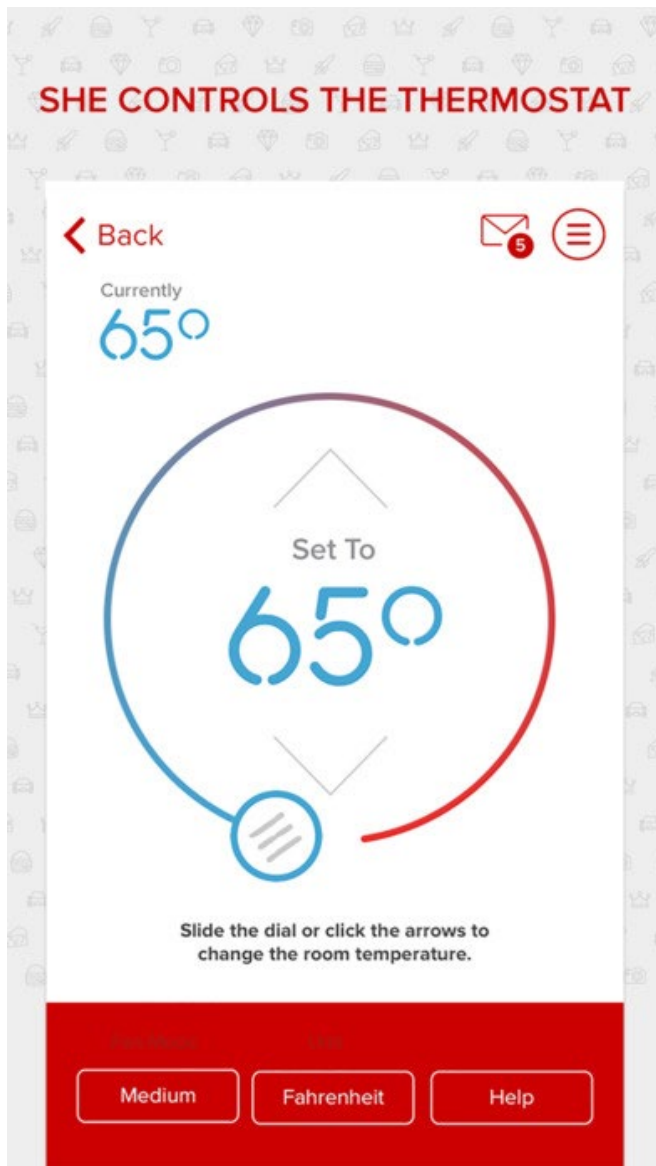 SHE CONTROLS THE THERMOSTAT
Back
5
Currently
65°
Set To
65°
Slide the dial or click the arrows to
change the room temperature.
Medium
Fahrenheit
Help